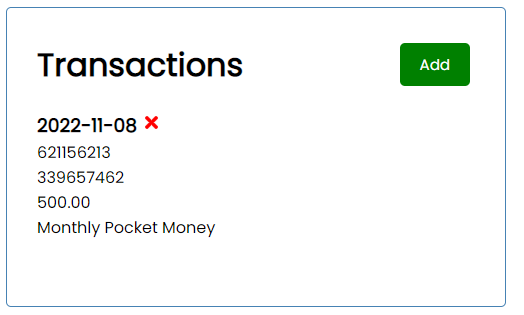 Transactions
Add
2022-11-08
621156213
339657462
500.00
Monthly Pocket Money